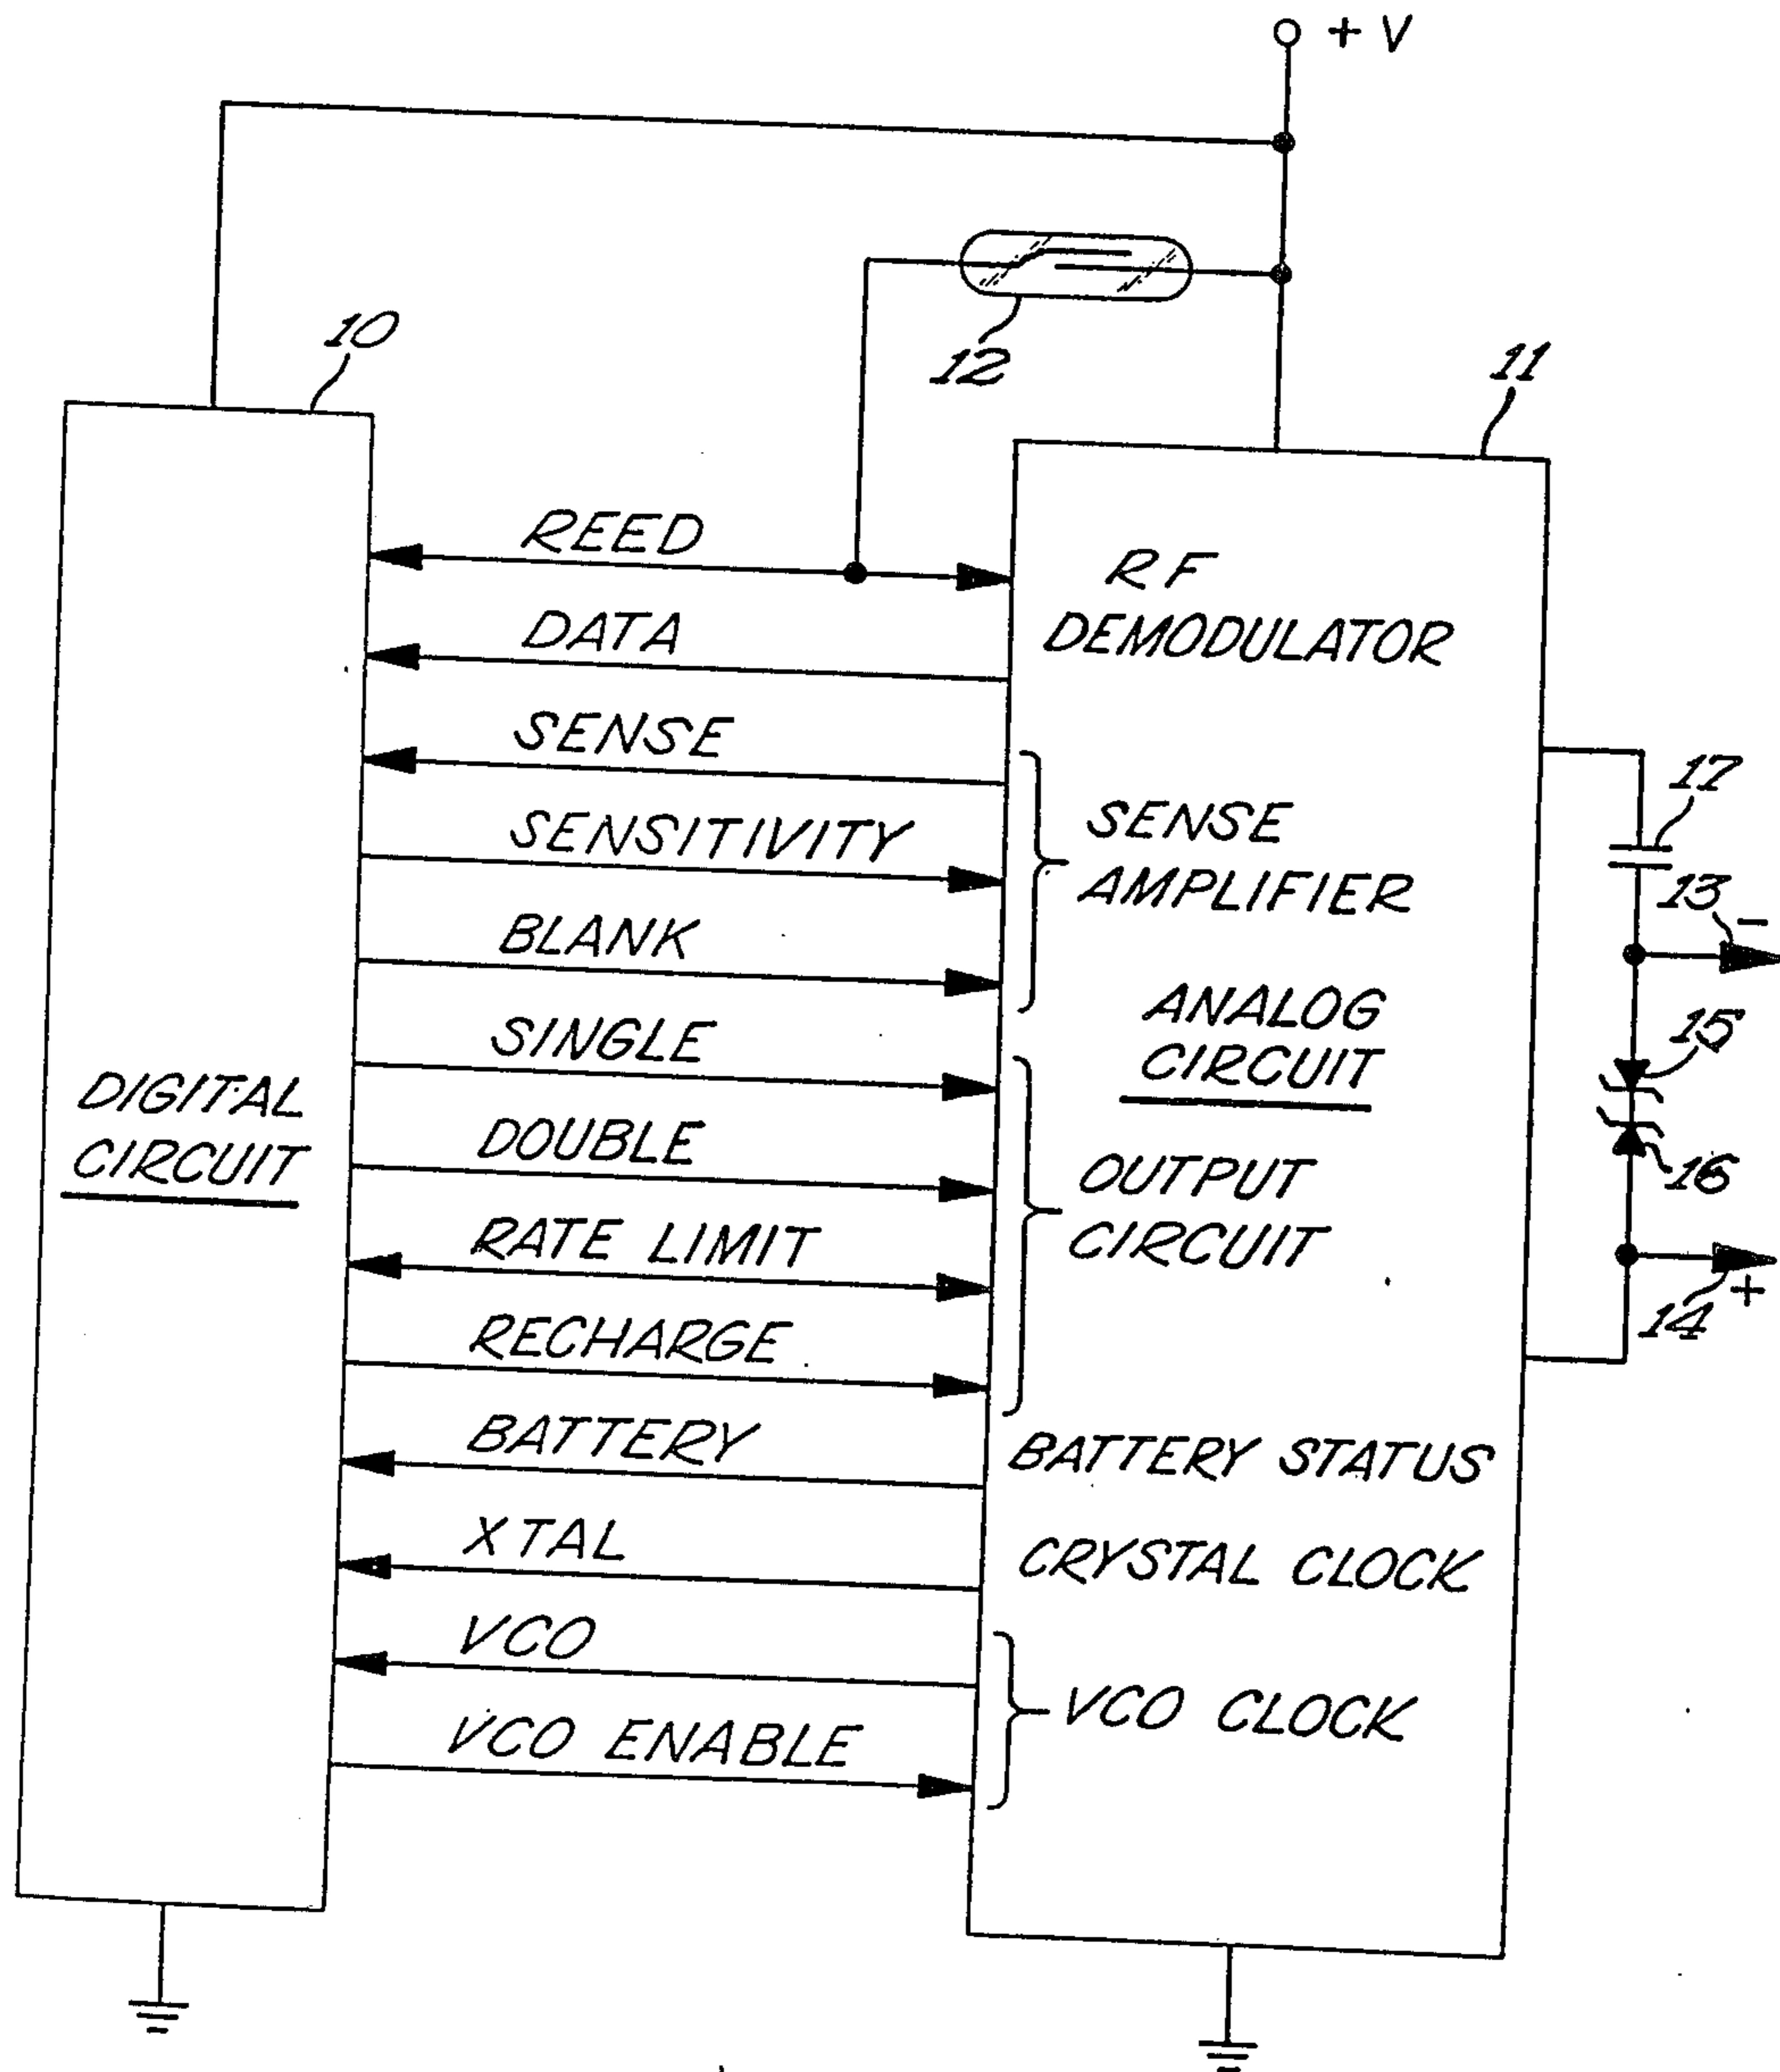 + V
10
12
11
REED
RF
DEMODULATOR
DATA
SENSE
SENSITIVITY
SENSE
AMPLIFIER
17
13
-
BLANK
ANALOG
CIRCUIT
15
SINGLE
DIGITAL
CIRCUIT
DOUBLE
OUTPUT
CIRCUIT
16
RATE LIMIT
14
+
RECHARGE
BATTERY
BATTERY STATUS
XTAL
CRYSTAL CLOCK
VCO
VCO CLOCK
VCO ENABLE